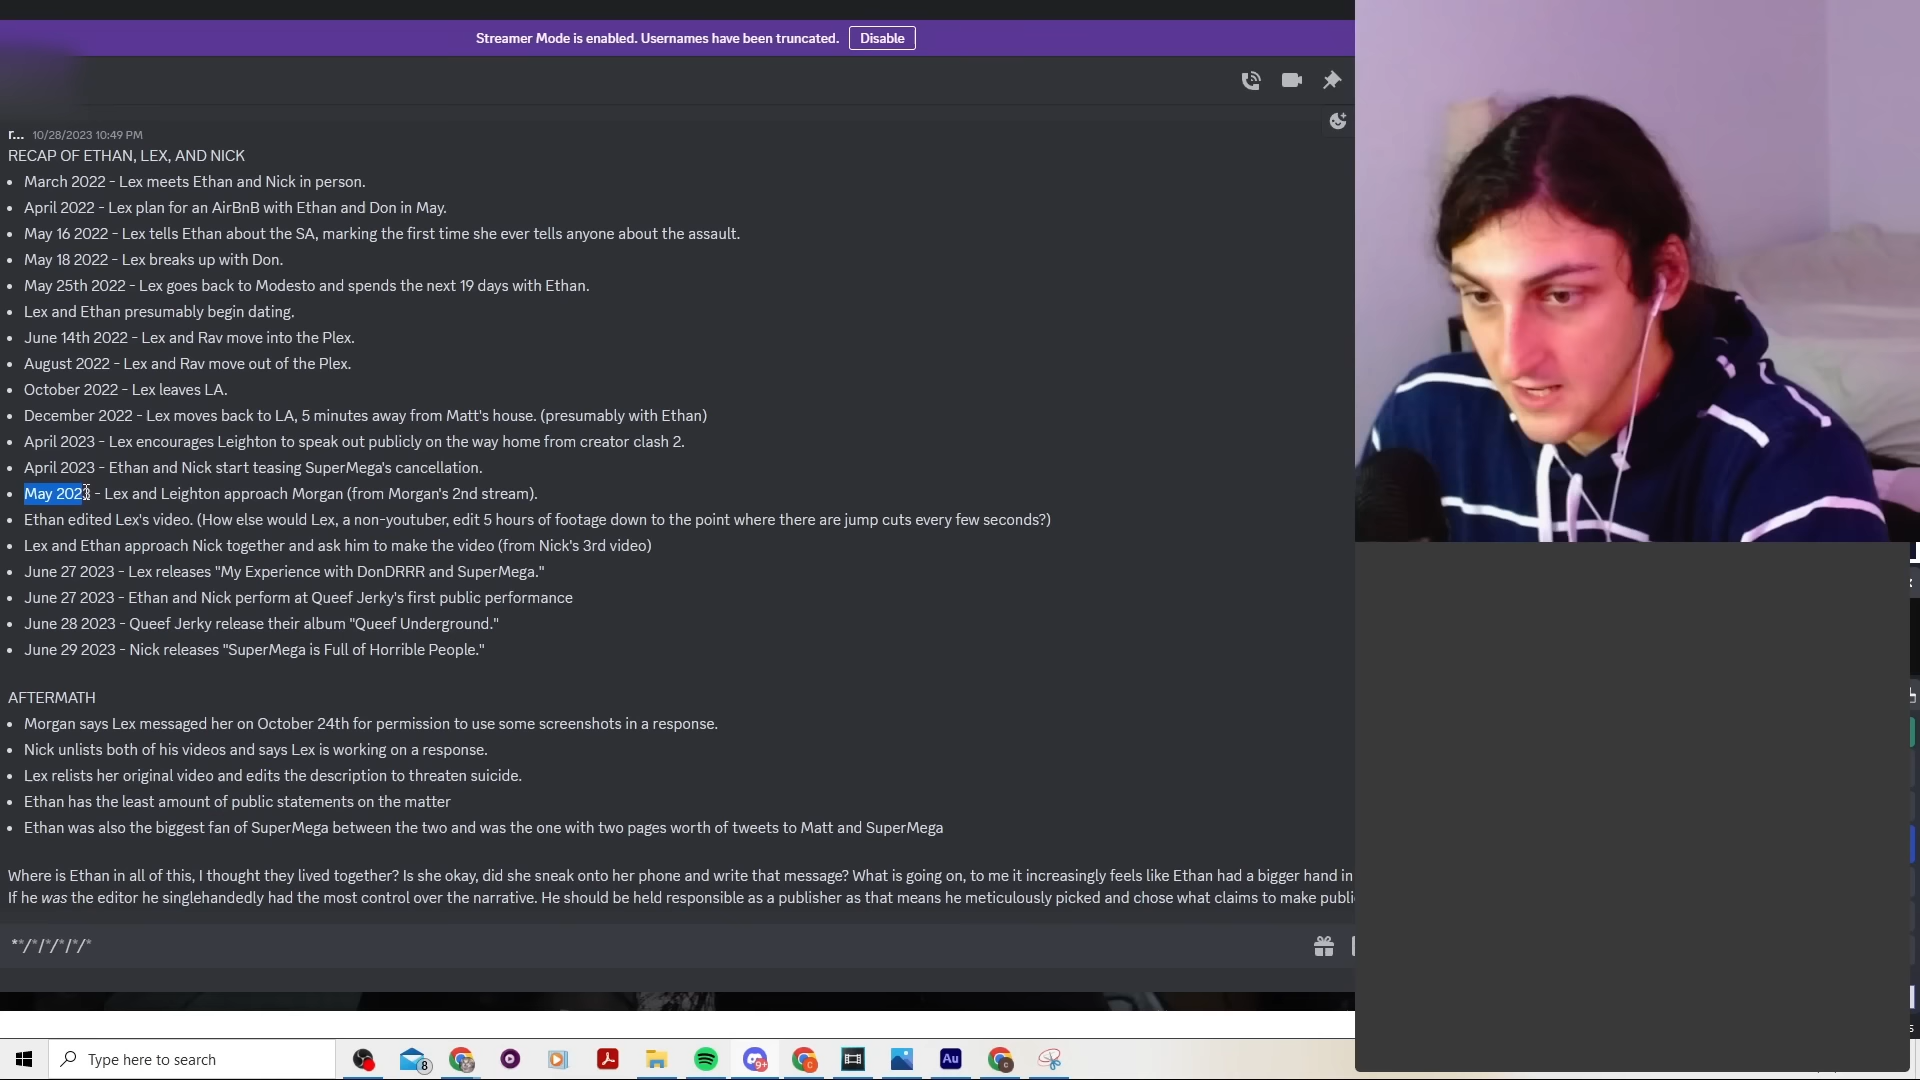 Streamer Mode is enabled. Usernames have been truncated. Disable
r... 10/28/2023 10:49 PM
RECAP OF ETHAN, LEX, AND NICK
• March 2022 - Lex meets Ethan and Nick in person.
• April 2022 - Lex plan for an AirBnB with Ethan and Don in May.
• May 16 2022 - Lex tells Ethan about the SA, marking the first time she ever tells anyone about the assault.
• May 18 2022 - Lex breaks up with Don.
• May 25th 2022 - Lex goes back to Modesto and spends the next 19 days with Ethan.
• Lex and Ethan presumably begin dating.
• June 14th 2022 - Lex and Rav move into the Plex.
• August 2022 - Lex and Rav move out of the Plex.
• October 2022 - Lex leaves LA.
• December 2022 - Lex moves back to LA, 5 minutes away from Matt's house. (presumably with Ethan)
• April 2023 - Lex encourages Leighton to speak out publicly on the way home from creator clash 2.
• April 2023 - Ethan and Nick start teasing SuperMega's cancellation.
• May 2023 - Lex and Leighton approach Morgan (from Morgan's 2nd stream).
• Ethan edited Lex's video. (How else would Lex, a non-youtuber, edit 5 hours of footage down to the point where there are jump cuts every few seconds?)
• Lex and Ethan approach Nick together and ask him to make the video (from Nick's 3rd video)
• June 27 2023 - Lex releases "My Experience with DonDRRR and SuperMega."
• June 27 2023 - Ethan and Nick perform at Queef Jerky's first public performance
• June 28 2023 - Queef Jerky release their album "Queef Underground."
• June 29 2023 - Nick releases "SuperMega is Full of Horrible People."
AFTERMATH
• Morgan says Lex messaged her on October 24th for permission to use some screenshots in a response.
• Nick unlists both of his videos and says Lex is working on a response.
• Lex relists her original video and edits the description to threaten suicide.
• Ethan has the least amount of public statements on the matter
• Ethan was also the biggest fan of SuperMega between the two and was the one with two pages worth of tweets to Matt and SuperMega
Where is Ethan in all of this, I thought they lived together? Is she okay, did she sneak onto her phone and write that message? What is going on, to me it increasingly feels like Ethan had a bigger hand in
If he was the editor he singlehandedly had the most control over the narrative. He should be held responsible as a publisher as that means he meticulously picked and chose what claims to make publi
**/*/*/*/*/*
Type here to search
8
9+
Au